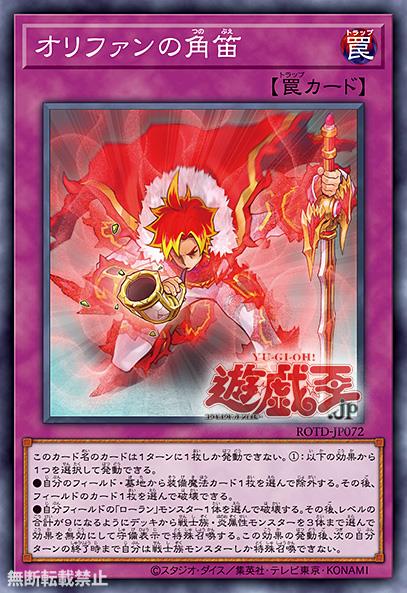 オリファンの角笛
つの ぶえ
トラップ
罠
トラップ
【罠カード】
YU-GI-OH!
遊戯王
.jp
ROTD-JP072
このカード名のカードは1ターンに1枚しか発動できない。①:以下の効果から
1つを選択して発動できる。
●自分のフィールド・墓地から装備魔法カード1枚を選んで除外する。その後、
フィールドのカード1枚を選んで破壊できる。
●自分フィールドの「ローラン」モンスター1体を選んで破壊する。その後、レベルの
合計が9になるようにデッキから戦士族・炎属性モンスターを3体まで選んで
効果を無効にして守備表示で特殊召喚する。この効果の発動後、次の自分
ターンの終了時まで自分は戦士族モンスターしか特殊召喚できない。
無断転載禁止
©スタジオ・ダイス/集英社・テレビ東京・KONAMI